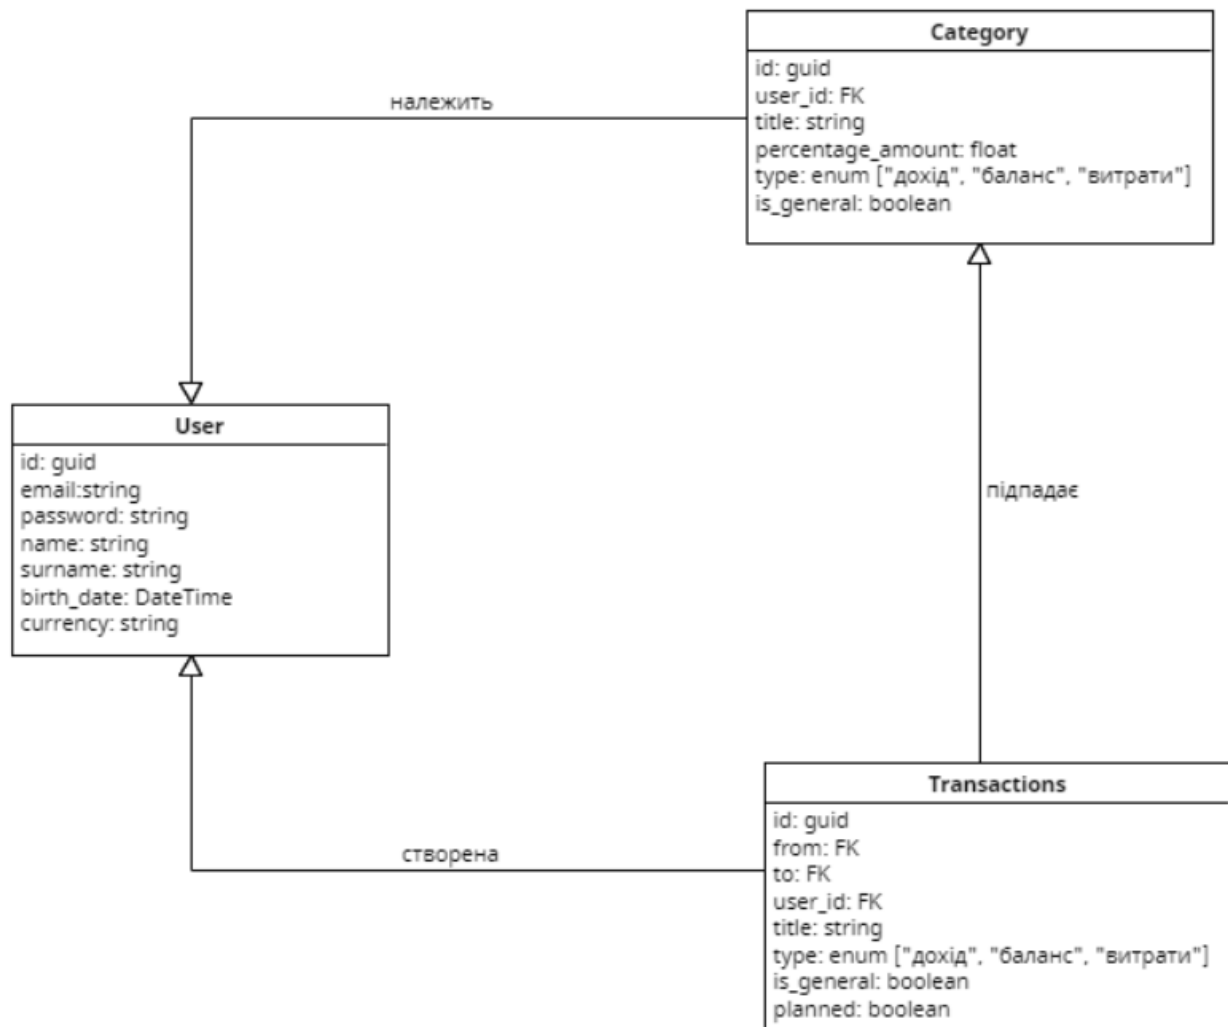 Category
id: guid
user_id: FK
title: string
percentage_amount: float
type: enum ["дохід", "баланс", "витрати"]
is_general: boolean
належить
User
id: guid
email:string
password: string
name: string
surname: string
birth_date: DateTime
currency: string
підпадає
створена
Transactions
id: guid
from: FK
to: FK
user_id: FK
title: string
type: enum ["дохід", "баланс", "витрати"]
is_general: boolean
planned: boolean